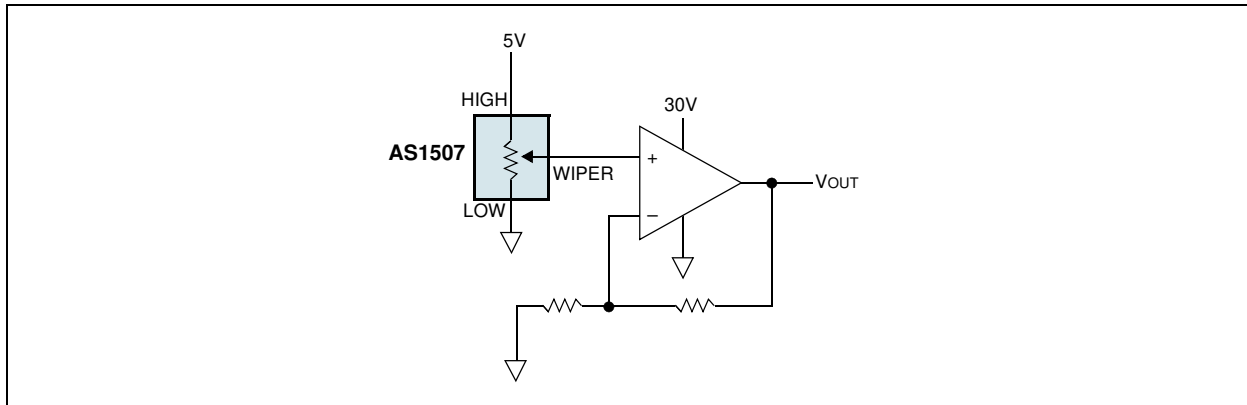 5V
HIGH
30V
AS1507
+
WIPER
VOUT
LOW
–